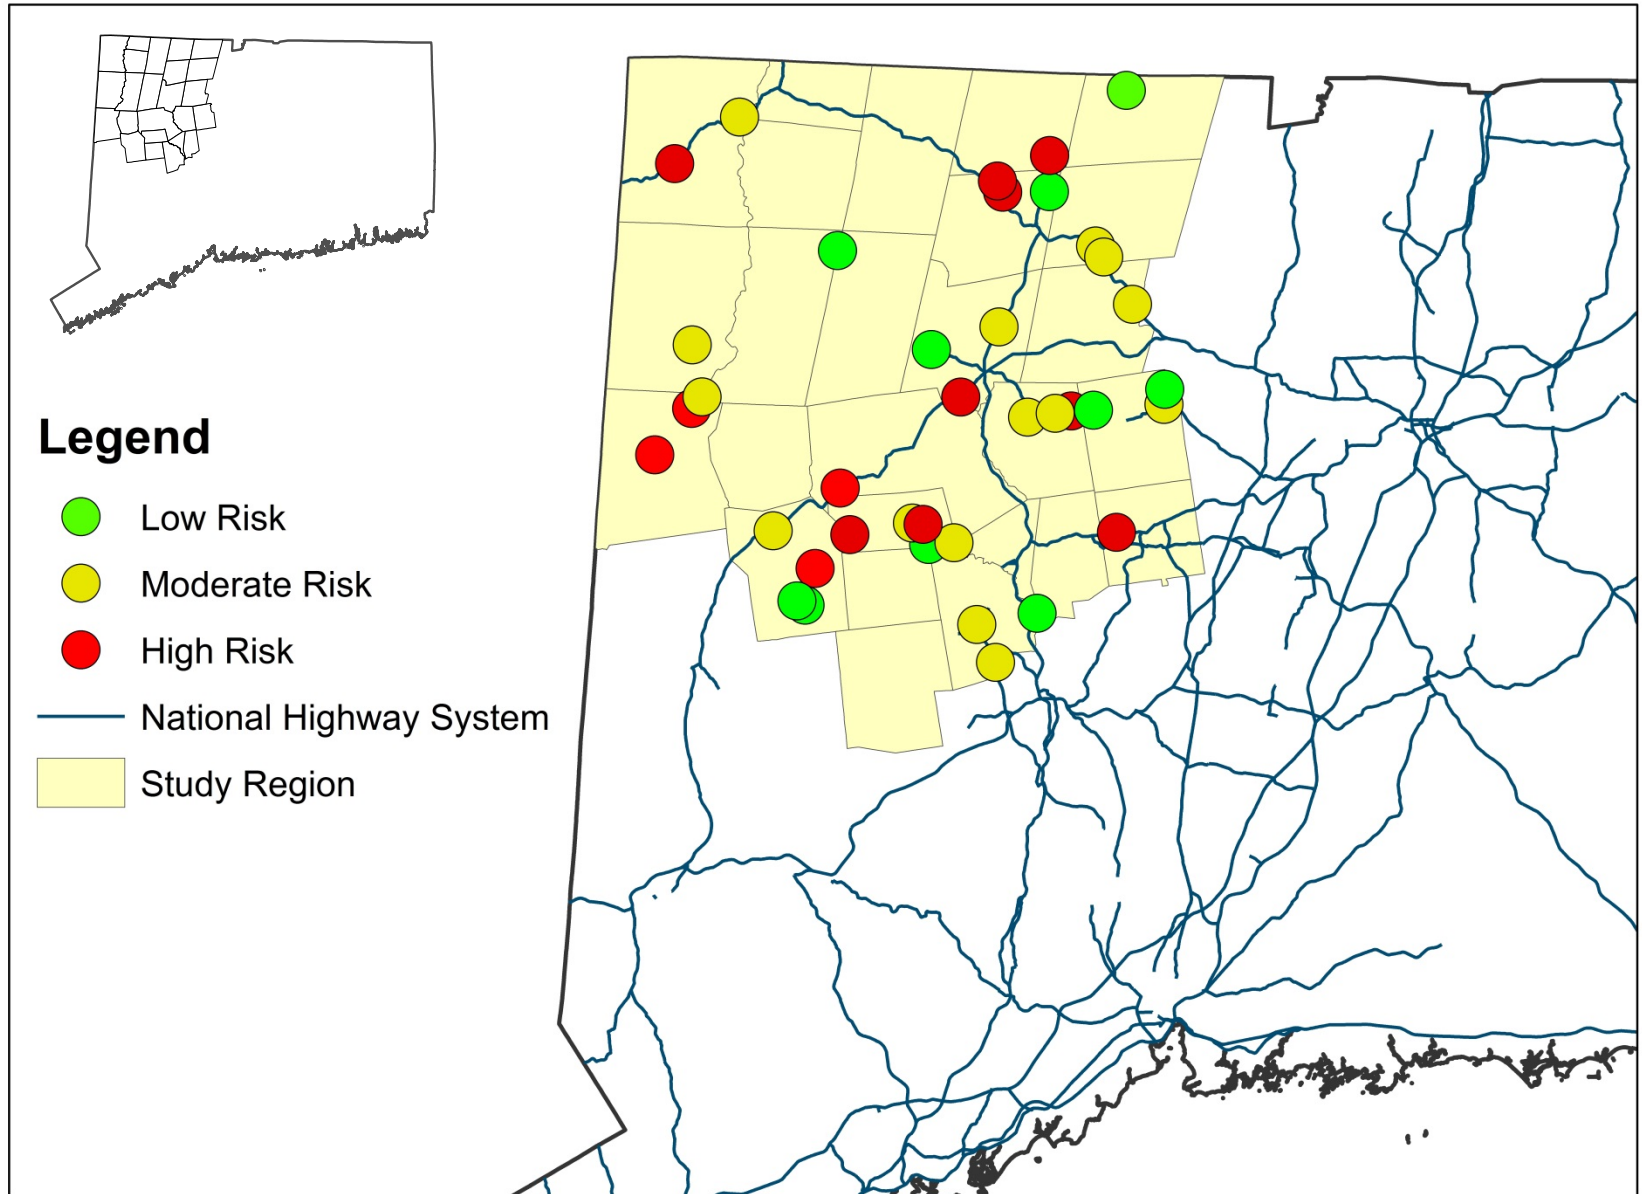 Legend
Low Risk
Moderate Risk
High Risk
National Highway System
Study Region